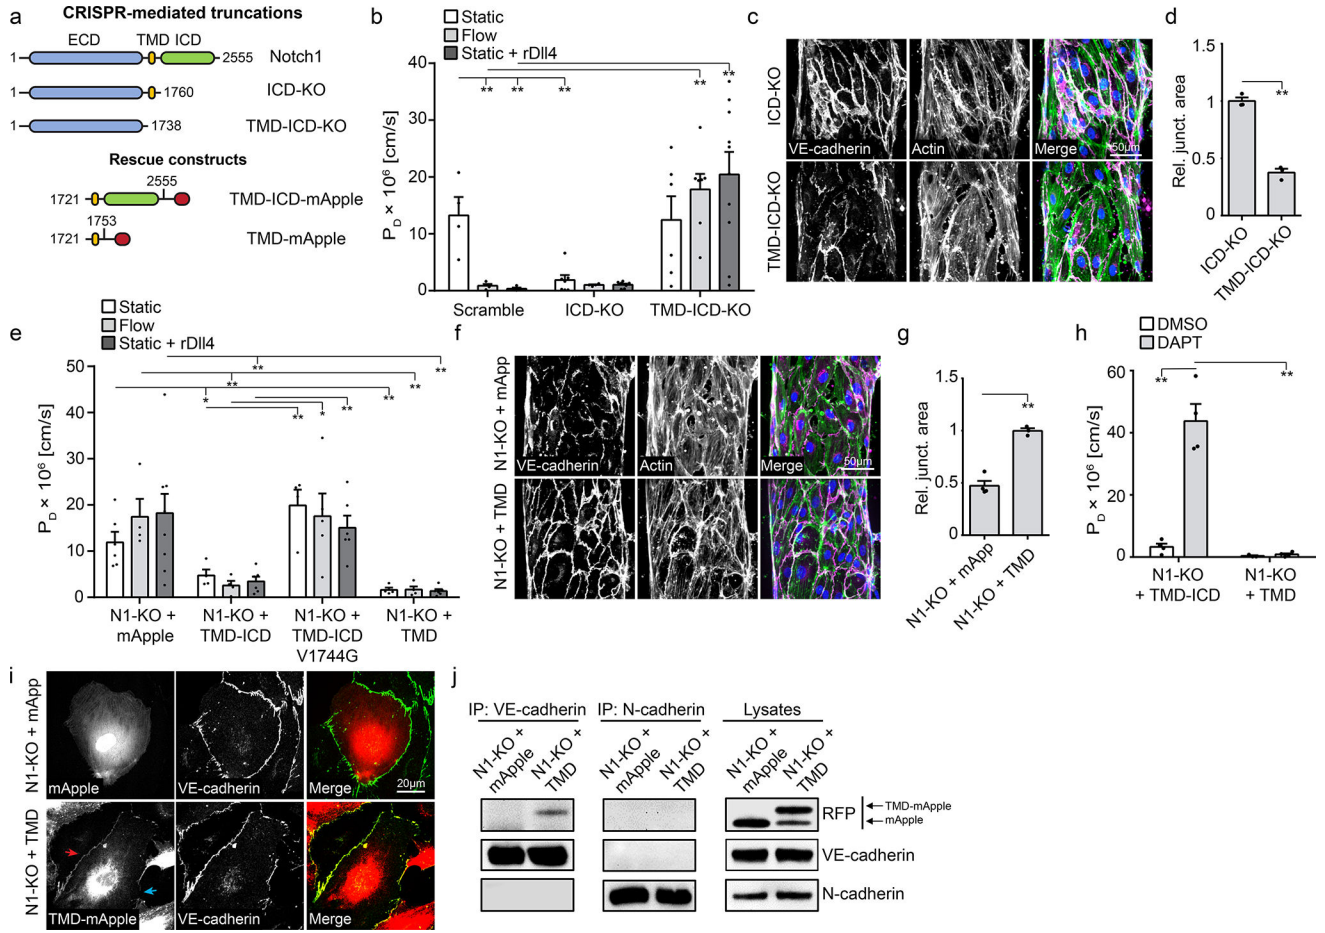 a
CRISPR-mediated truncations
ECD TMD ICD
1 2555 Notch1
1 1760 ICD-KO
1 1738 TMD-ICD-KO
Rescue constructs
2555
1721 TMD-ICD-mApple
1753
1721 TMD-mApple
b
Static
Flow
Static + rDll4
P_D × 10⁶ [cm/s]
40
30
20
10
0
** ** ** ** **
Scramble ICD-KO TMD-ICD-KO
c
ICD-KO
VE-cadherin Actin Merge 50µm
TMD-ICD-KO
d
Rel. junct. area
1.5
1
0.5
0
**
ICD-KO TMD-ICD-KO
e
Static
Flow
Static + rDll4
P_D × 10⁶ [cm/s]
50
40
30
20
10
0
** **
** **
** **
* ** * **
N1-KO + mApple
N1-KO + TMD-ICD
N1-KO + TMD-ICD V1744G
N1-KO + TMD
f
N1-KO + mApp
VE-cadherin Actin Merge 50µm
N1-KO + TMD
g
Rel. junct. area
1.5
1
0.5
0
**
N1-KO + mApp N1-KO + TMD
h
DMSO
DAPT
P_D × 10⁶ [cm/s]
60
40
20
0
** **
N1-KO + TMD-ICD
N1-KO + TMD
i
N1-KO + mApp
mApple VE-cadherin Merge 20µm
N1-KO + TMD
TMD-mApple VE-cadherin Merge
j
IP: VE-cadherin IP: N-cadherin Lysates
N1-KO + mApple N1-KO + TMD N1-KO + mApple N1-KO + TMD N1-KO + mApple N1-KO + TMD
RFP TMD-mApple
mApple
VE-cadherin
N-cadherin